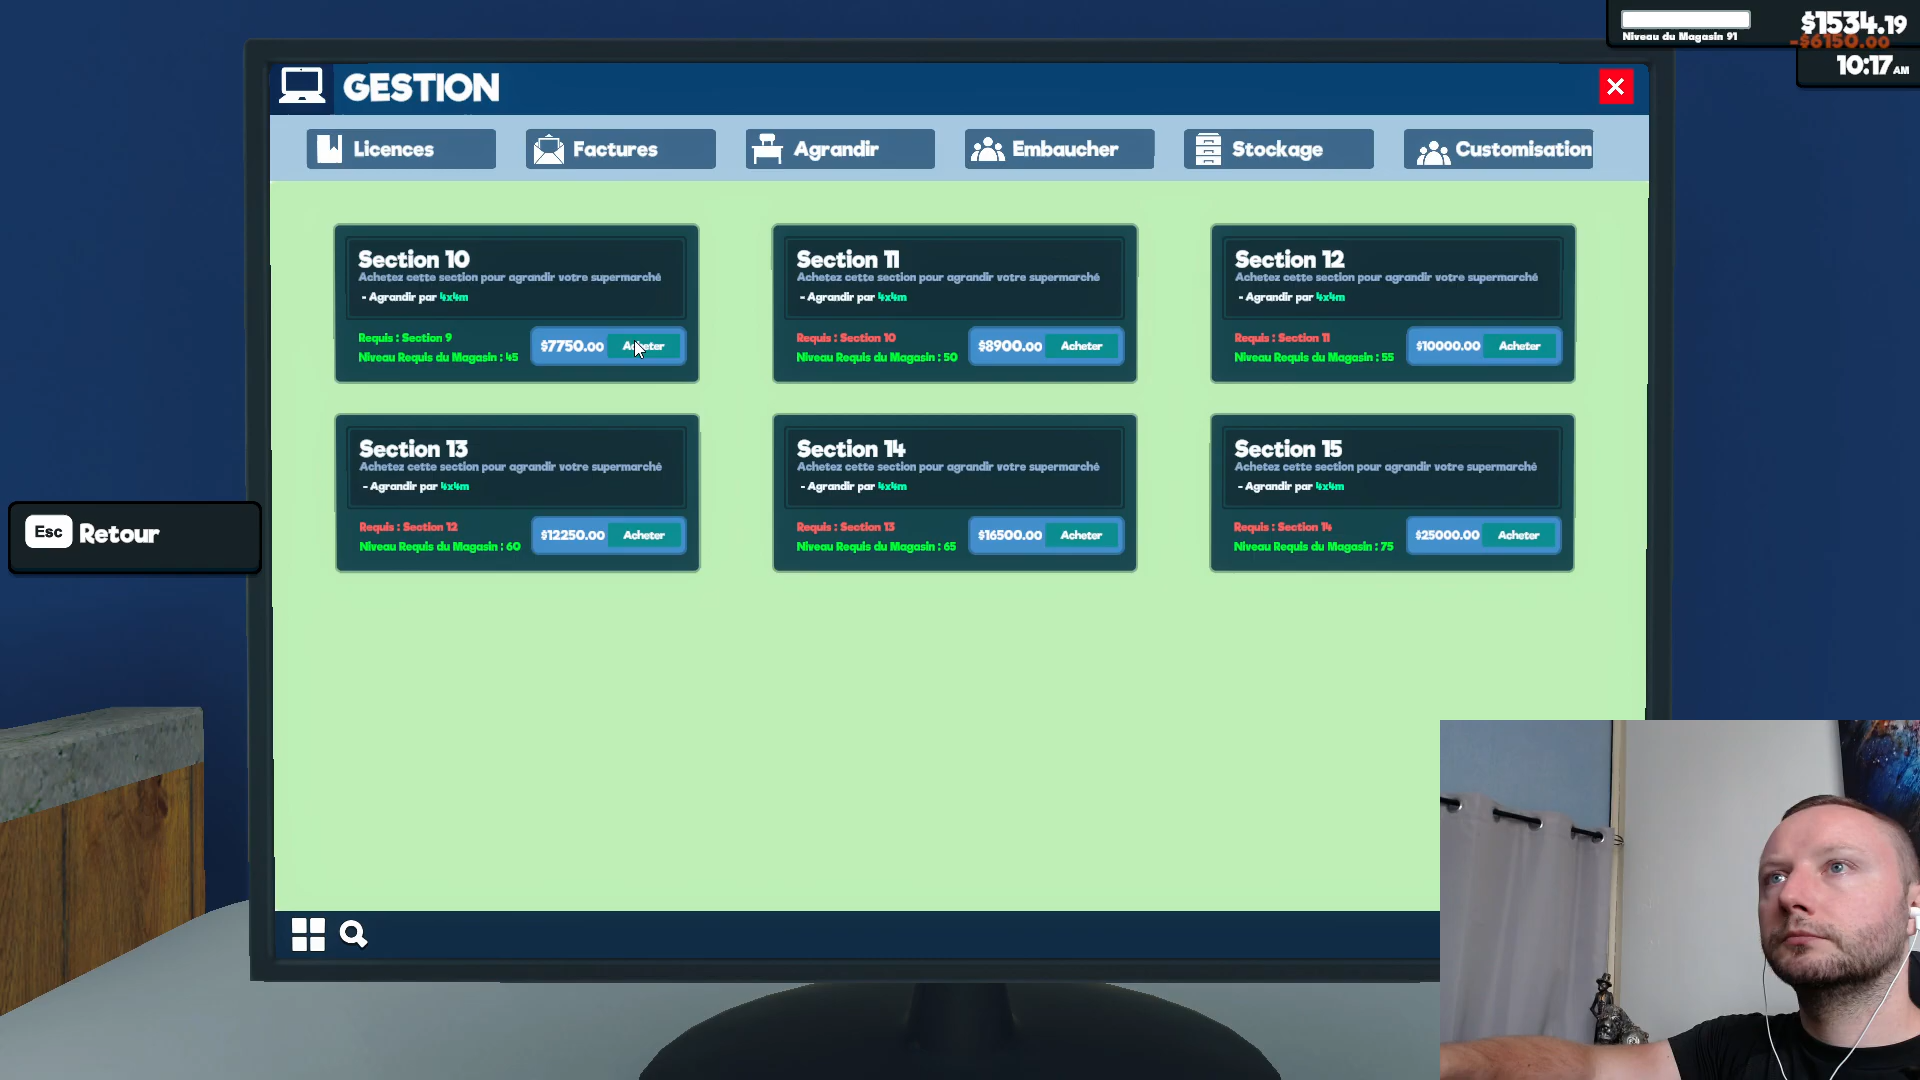 $1534.19
Niveau du Magasin 91
-$6150.00
10:17 AM
GESTION
Licences
Factures
Agrandir
Embaucher
Stockage
Customisation
Section 10
Achetez cette section pour agrandir votre supermarché
- Agrandir par 4x4m
Requis : Section 9
Niveau Requis du Magasin : 45
$7750.00
Acheter
Section 11
Achetez cette section pour agrandir votre supermarché
- Agrandir par 4x4m
Requis : Section 10
Niveau Requis du Magasin : 50
$8900.00
Acheter
Section 12
Achetez cette section pour agrandir votre supermarché
- Agrandir par 4x4m
Requis : Section 11
Niveau Requis du Magasin : 55
$10000.00
Acheter
Section 13
Achetez cette section pour agrandir votre supermarché
- Agrandir par 4x4m
Requis : Section 12
Niveau Requis du Magasin : 60
$12250.00
Acheter
Section 14
Achetez cette section pour agrandir votre supermarché
- Agrandir par 4x4m
Requis : Section 13
Niveau Requis du Magasin : 65
$16500.00
Acheter
Section 15
Achetez cette section pour agrandir votre supermarché
- Agrandir par 4x4m
Requis : Section 14
Niveau Requis du Magasin : 75
$25000.00
Acheter
Esc Retour